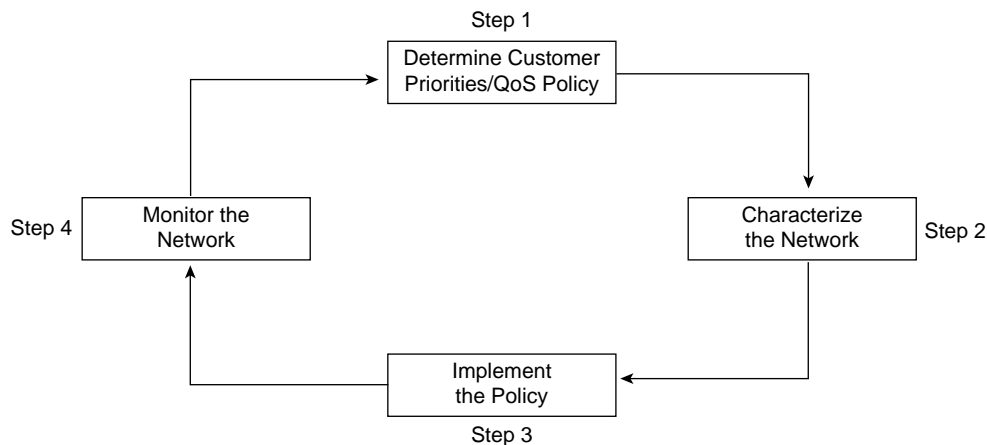 Step 1
Determine Customer
Priorities/QoS Policy
Step 4
Monitor the
Network
Characterize
the Network
Step 2
Implement
the Policy
Step 3